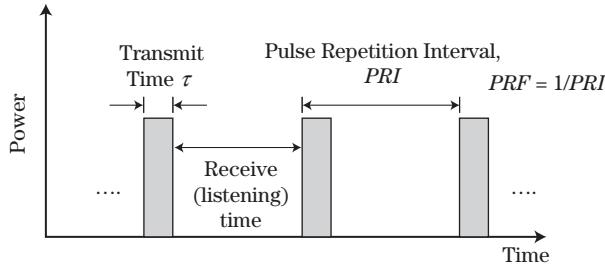 Transmit
Time τ
Pulse Repetition Interval,
PRI
PRF = 1/PRI
Power
Receive
(listening)
time
....
....
Time